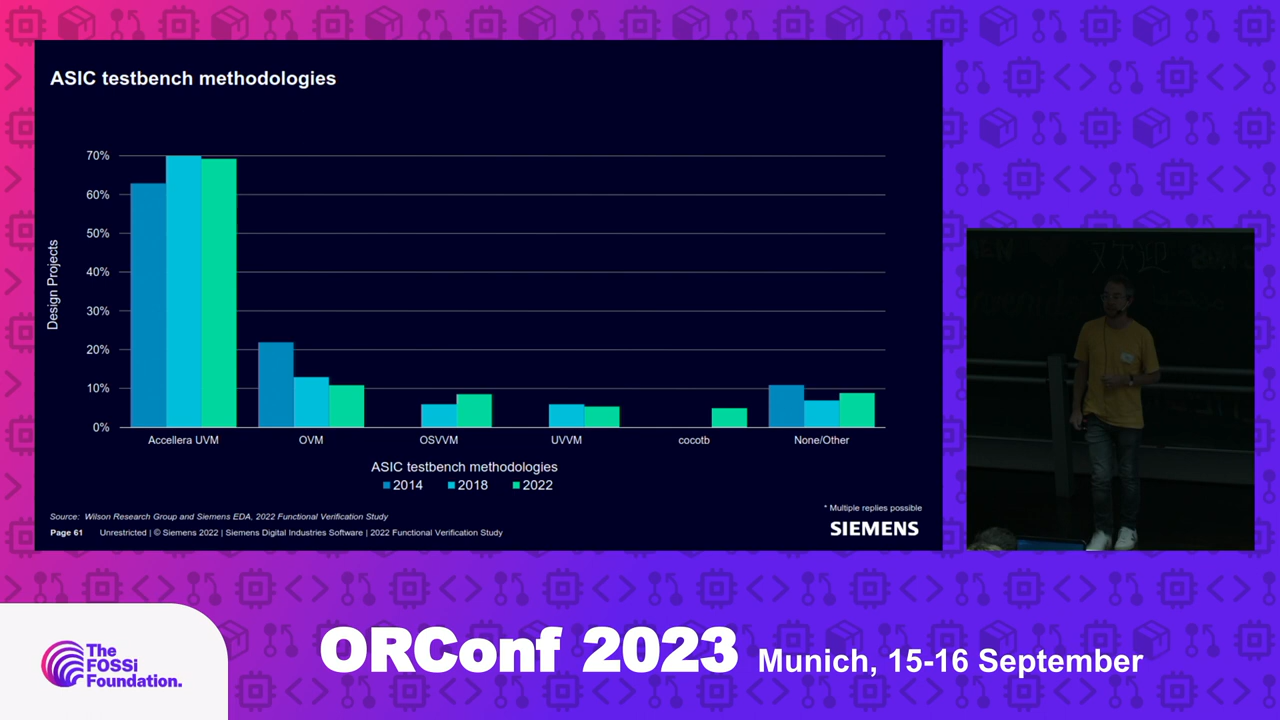 ASIC testbench methodologies
70%
60%
50%
40%
30%
20%
10%
0%
Design Projects
Accellera UVM
OVM
OSVVM
UVVM
cocotb
None/Other
ASIC testbench methodologies
2014 2018 2022
* Multiple replies possible
Source: Wilson Research Group and Siemens EDA, 2022 Functional Verification Study
Page 61 Unrestricted | © Siemens 2022 | Siemens Digital Industries Software | 2022 Functional Verification Study
SIEMENS
The
FOSSi
Foundation.
ORConf 2023 Munich, 15-16 September